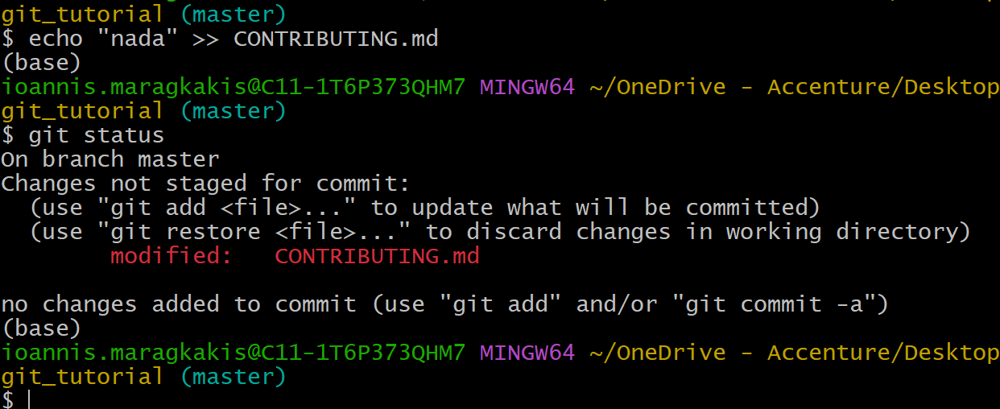 git_tutorial (master)
$ echo "nada" >> CONTRIBUTING.md
(base)
ioannis.maragkakis@C11-1T6P373QHM7 MINGW64 ~/OneDrive - Accenture/Desktop
git_tutorial (master)
$ git status
On branch master
Changes not staged for commit:
  (use "git add <file>..." to update what will be committed)
  (use "git restore <file>..." to discard changes in working directory)
        modified:   CONTRIBUTING.md

no changes added to commit (use "git add" and/or "git commit -a")
(base)
ioannis.maragkakis@C11-1T6P373QHM7 MINGW64 ~/OneDrive - Accenture/Desktop
git_tutorial (master)
$